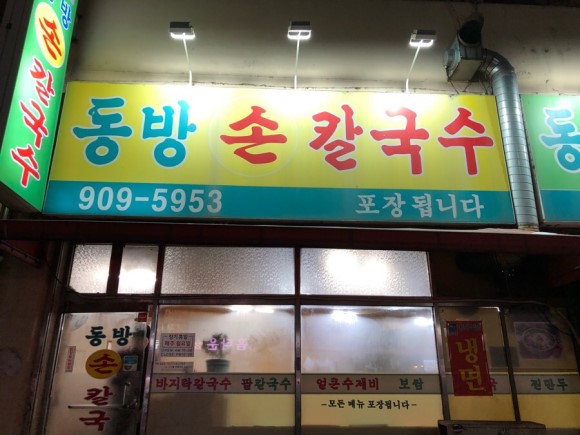 손칼국수
동방 손 칼국수
909-5953 포장됩니다
동
동방
손
칼
국
바지락칼국수 팥칼국수 얼큰수제비 보쌈
-모든 메뉴 포장됩니다-
냉면
찐만두